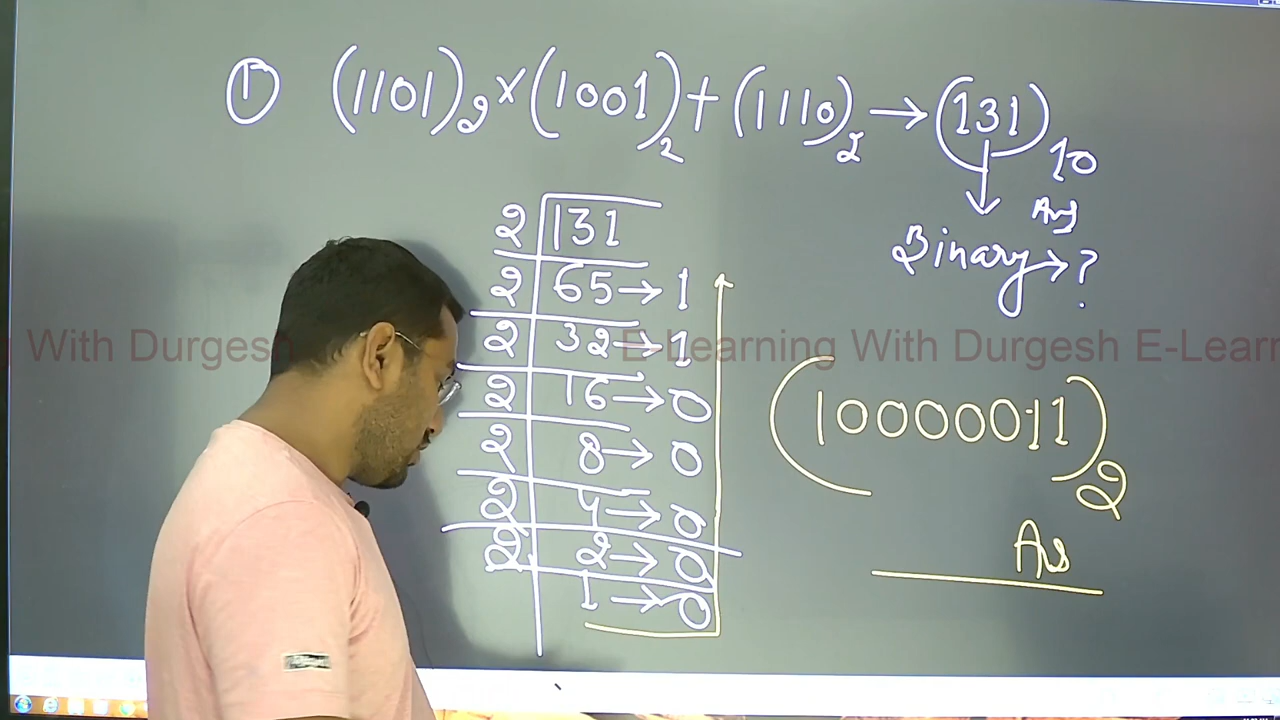 ① (1101)₂ × (1001)₂ + (1110)₂ → (131)₁₀
Ans
Binary → ?
2 | 131
2 | 65 → 1
2 | 32 → 1
2 | 16 → 0
2 | 8 → 0
2 | 4 → 0
2 | 2 → 0
1 → 0
(10000011)₂
Ans
With Durgesh E-Learning With Durgesh E-Learn